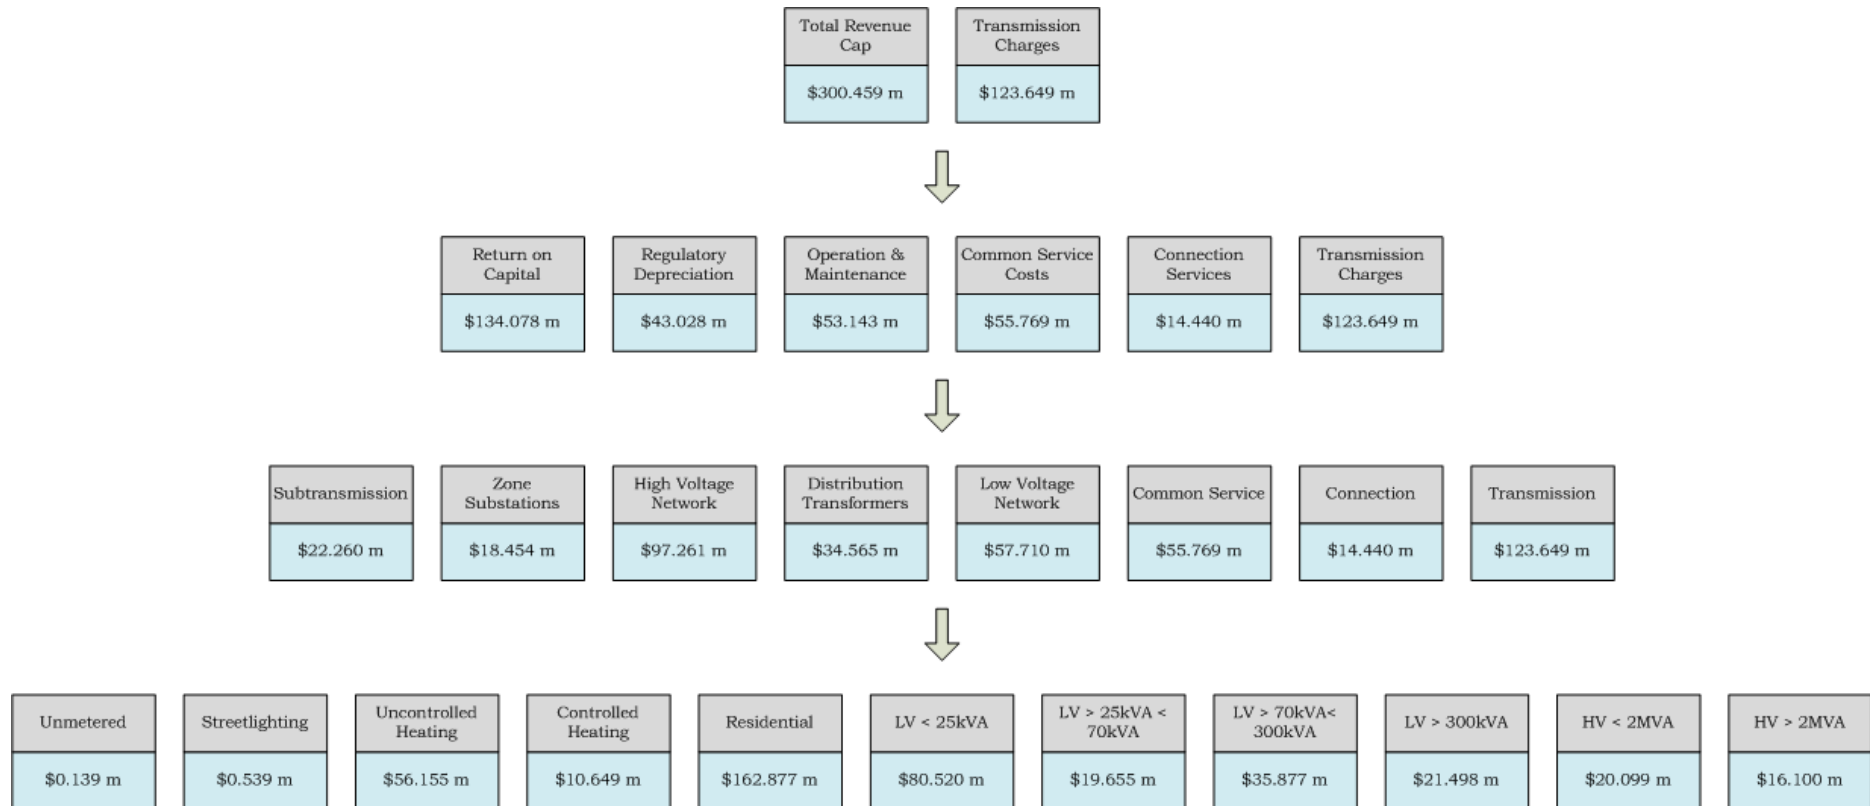 Total Revenue
Cap
$300.459 m
Transmission
Charges
$123.649 m
Return on
Capital
$134.078 m
Regulatory
Depreciation
$43.028 m
Operation &
Maintenance
$53.143 m
Common Service
Costs
$55.769 m
Connection
Services
$14.440 m
Transmission
Charges
$123.649 m
Subtransmission
$22.260 m
Zone
Substations
$18.454 m
High Voltage
Network
$97.261 m
Distribution
Transformers
$34.565 m
Low Voltage
Network
$57.710 m
Common Service
$55.769 m
Connection
$14.440 m
Transmission
$123.649 m
Unmetered
$0.139 m
Streetlighting
$0.539 m
Uncontrolled
Heating
$56.155 m
Controlled
Heating
$10.649 m
Residential
$162.877 m
LV < 25kVA
$80.520 m
LV > 25kVA <
70kVA
$19.655 m
LV > 70kVA<
300kVA
$35.877 m
LV > 300kVA
$21.498 m
HV < 2MVA
$20.099 m
HV > 2MVA
$16.100 m